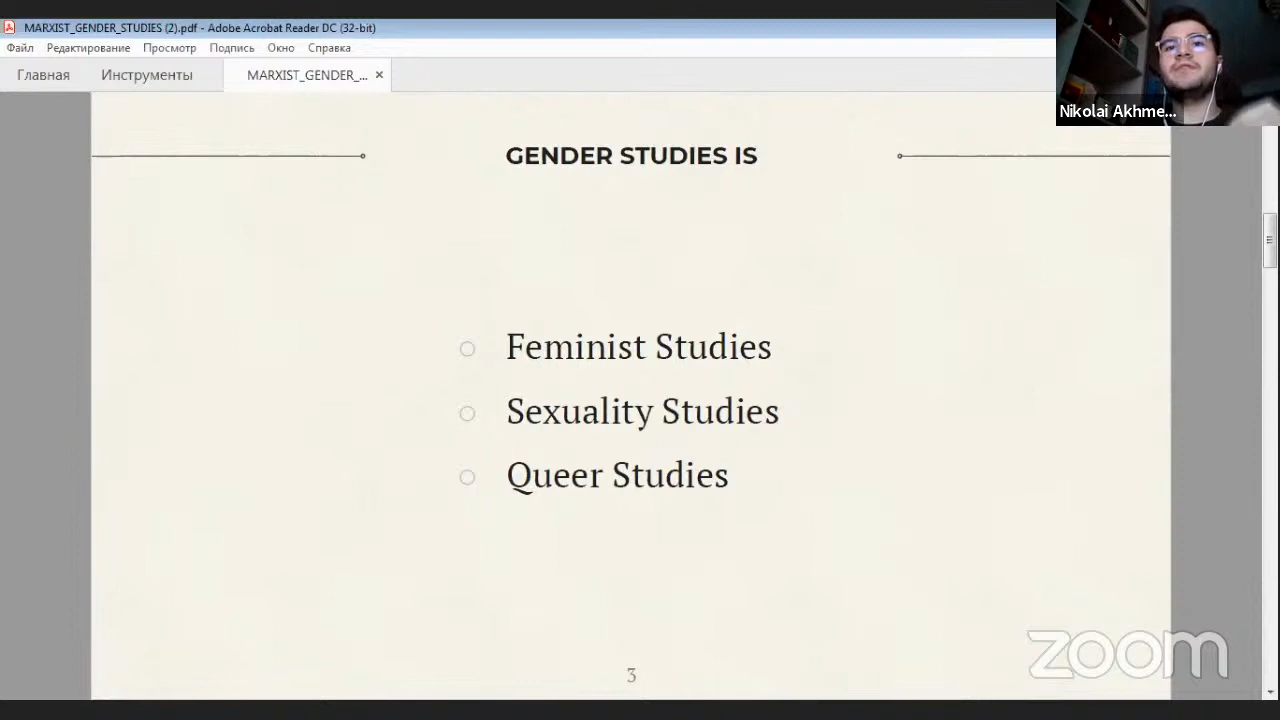 MARXIST_GENDER_STUDIES (2).pdf - Adobe Acrobat Reader DC (32-bit)
Файл Редактирование Просмотр Подпись Окно Справка
Главная Инструменты MARXIST_GENDER_... ×
Nikolai Akhme...
GENDER STUDIES IS
Feminist Studies
Sexuality Studies
Queer Studies
zoom
3